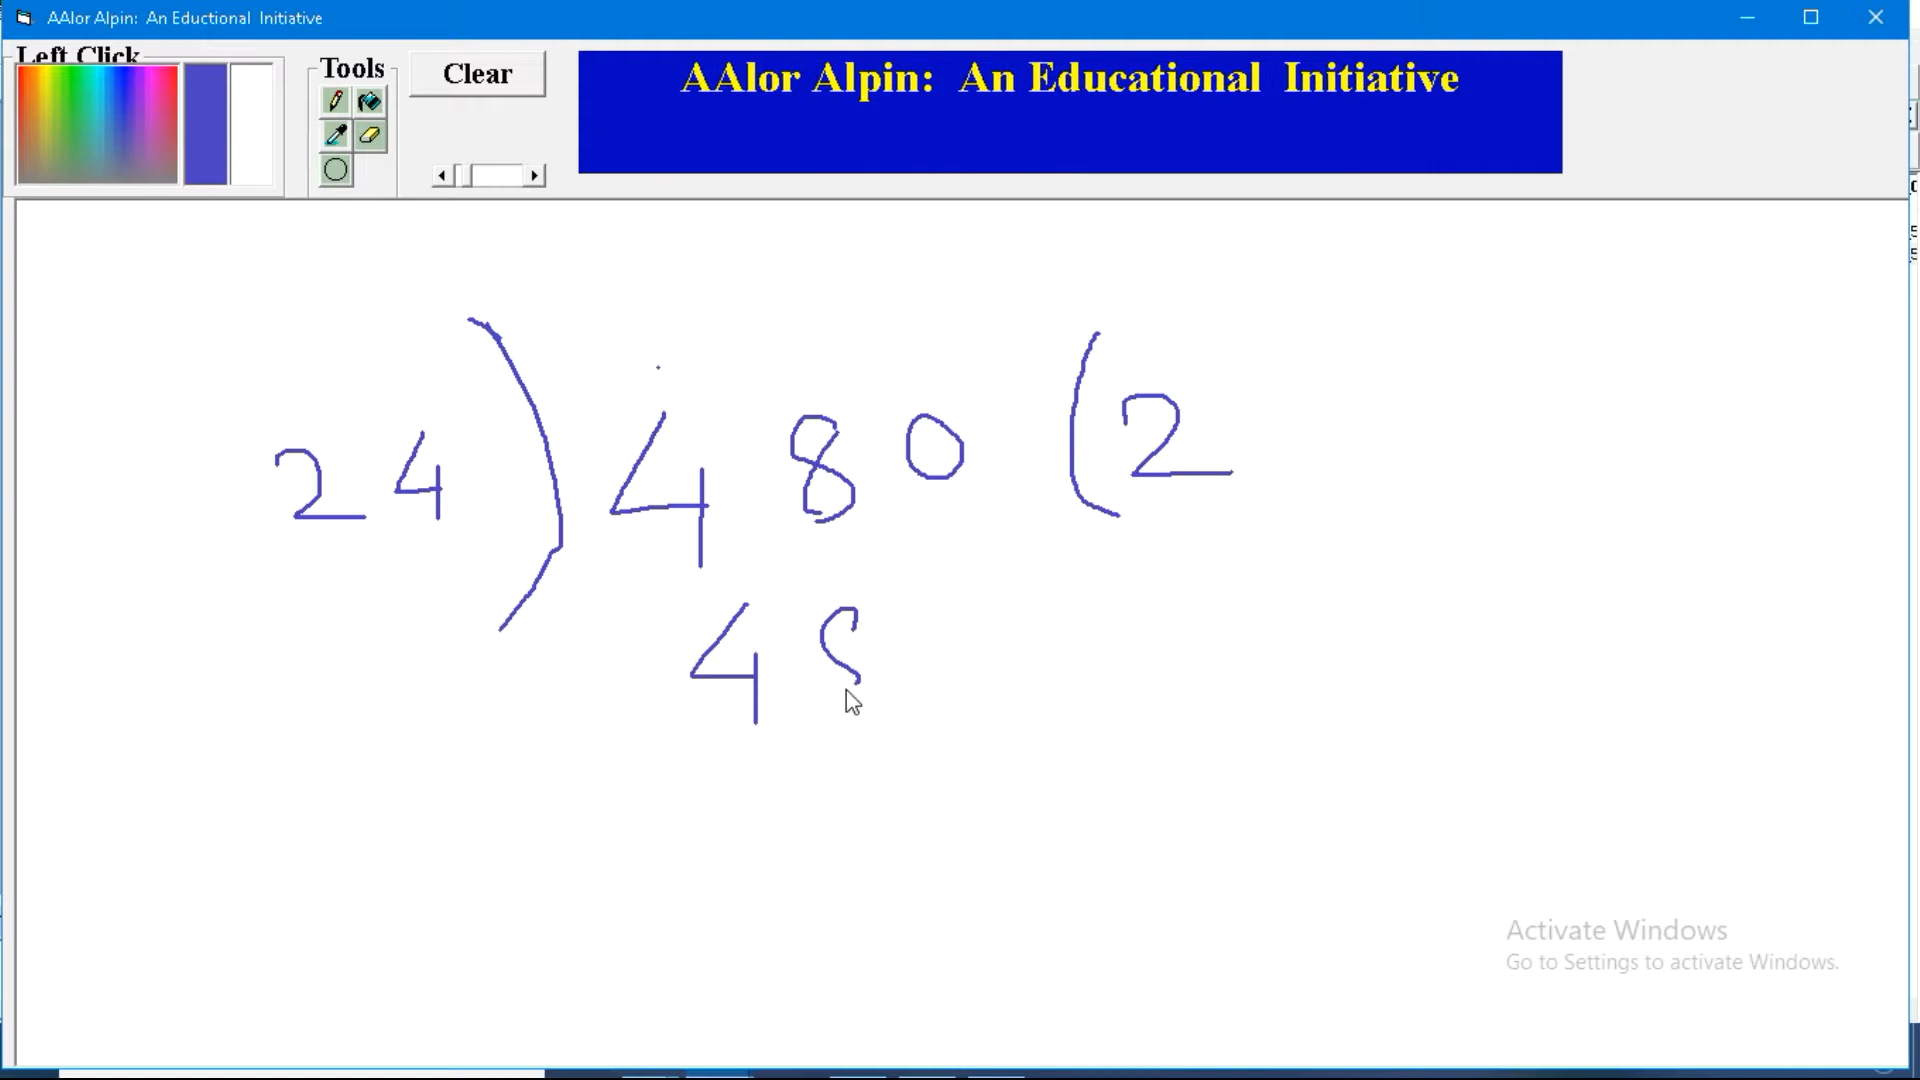 AAlor Alpin: An Eductional Initiative
Left Click
Tools
Clear
AAlor Alpin: An Educational Initiative
24 ) 480 ( 2
48
Activate Windows
Go to Settings to activate Windows.